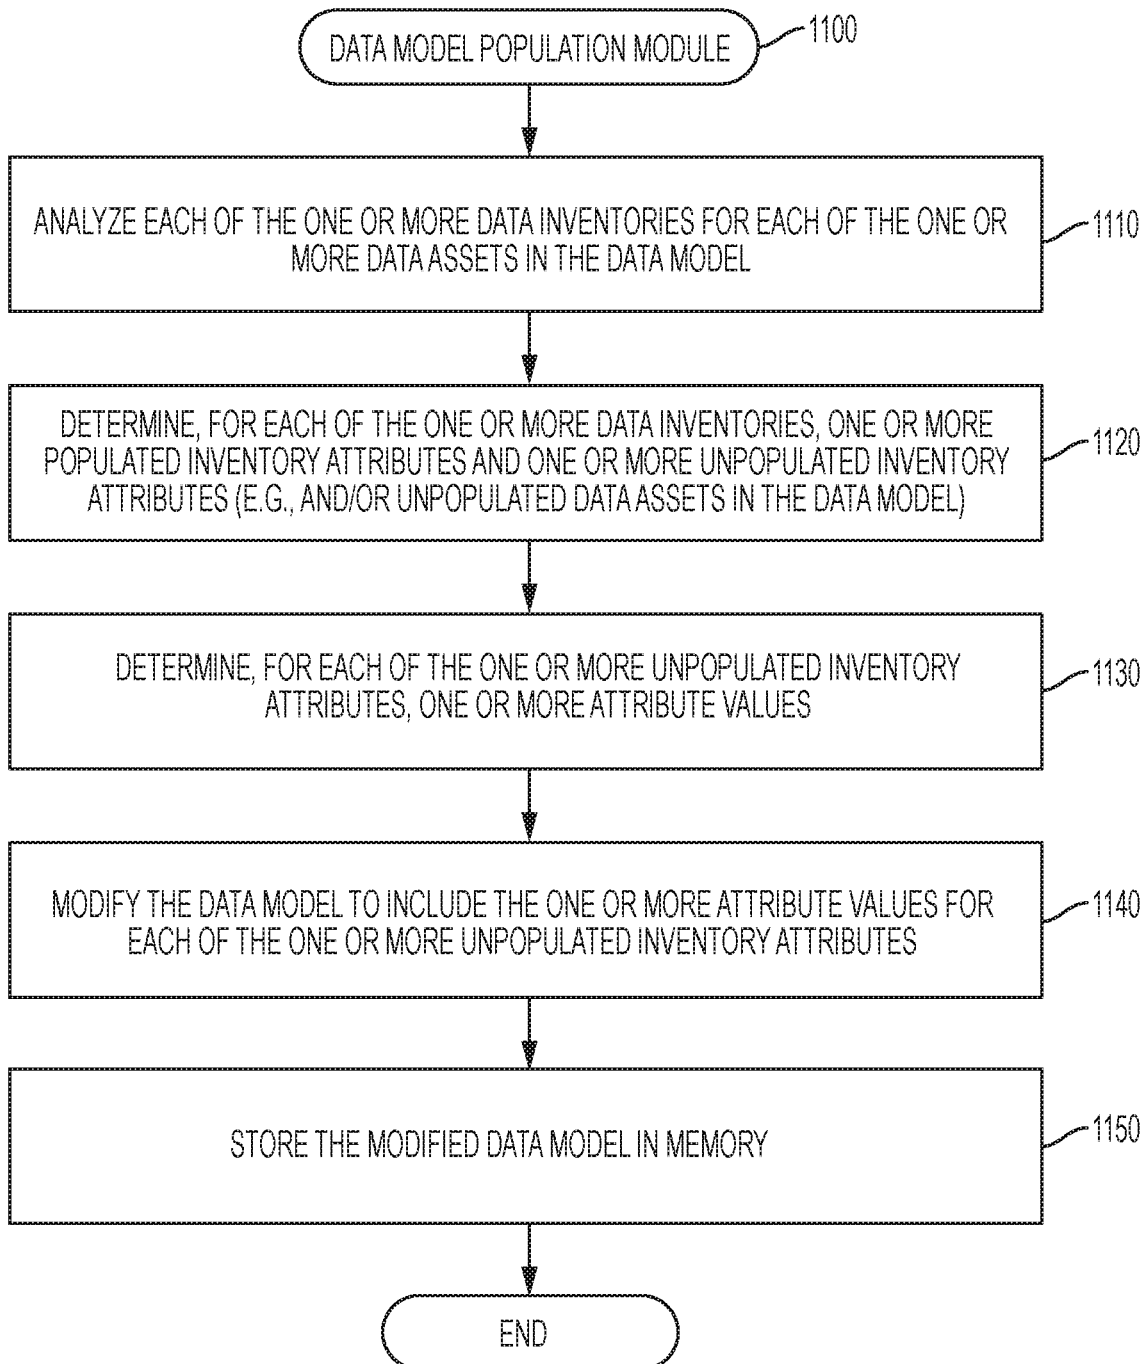 DATA MODEL POPULATION MODULE
1100
ANALYZE EACH OF THE ONE OR MORE DATA INVENTORIES FOR EACH OF THE ONE OR
MORE DATA ASSETS IN THE DATA MODEL
1110
DETERMINE, FOR EACH OF THE ONE OR MORE DATA INVENTORIES, ONE OR MORE
POPULATED INVENTORY ATTRIBUTES AND ONE OR MORE UNPOPULATED INVENTORY
ATTRIBUTES (E.G., AND/OR UNPOPULATED DATA ASSETS IN THE DATA MODEL)
1120
DETERMINE, FOR EACH OF THE ONE OR MORE UNPOPULATED INVENTORY
ATTRIBUTES, ONE OR MORE ATTRIBUTE VALUES
1130
MODIFY THE DATA MODEL TO INCLUDE THE ONE OR MORE ATTRIBUTE VALUES FOR
EACH OF THE ONE OR MORE UNPOPULATED INVENTORY ATTRIBUTES
1140
STORE THE MODIFIED DATA MODEL IN MEMORY
1150
END